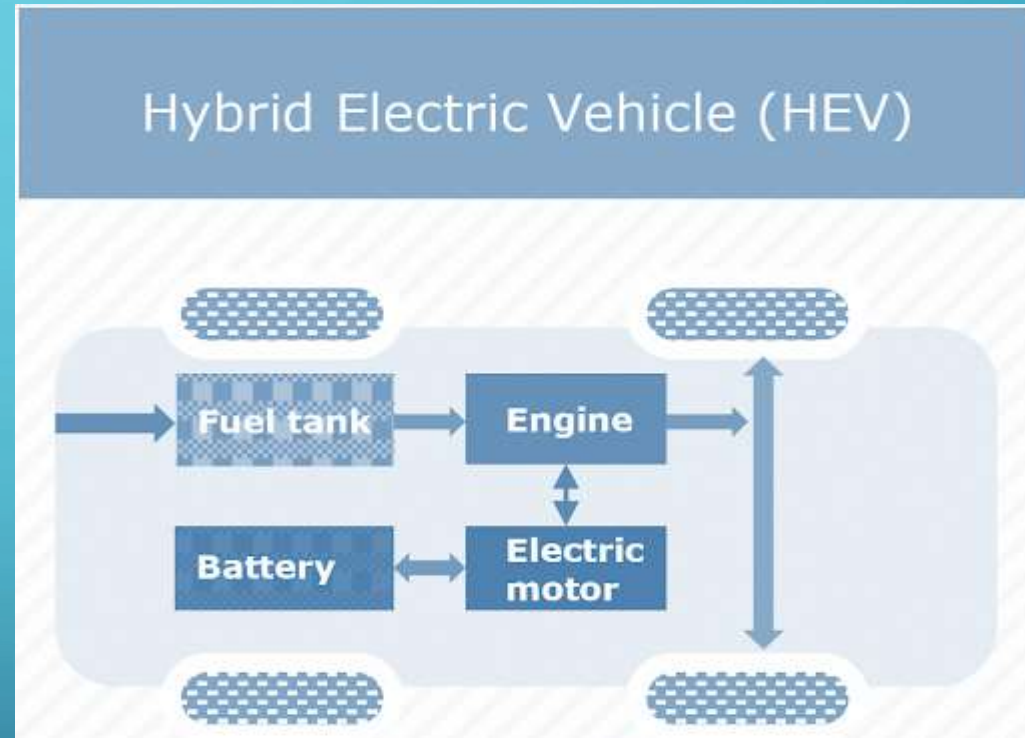 Hybrid Electric Vehicle (HEV)
Fuel tank
Engine
Battery
Electric
motor